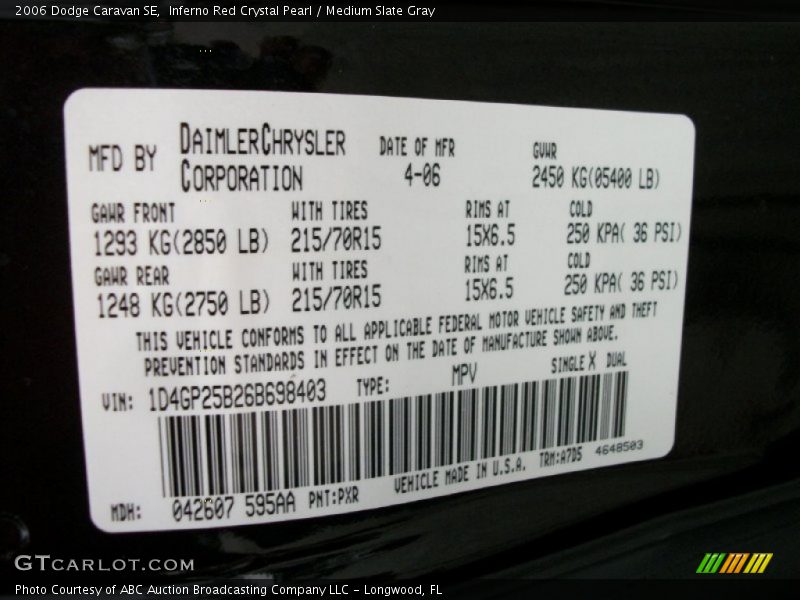 2006 Dodge Caravan SE,  Inferno Red Crystal Pearl / Medium Slate Gray
MFD BY DAIMLERCHRYSLER CORPORATION DATE OF MFR 4-06 GVWR 2450 KG(05400 LB)
GAWR FRONT WITH TIRES RIMS AT COLD
1293 KG(2850 LB) 215/70R15 15X6.5 250 KPA( 36 PSI)
GAWR REAR WITH TIRES RIMS AT COLD
1248 KG(2750 LB) 215/70R15 15X6.5 250 KPA( 36 PSI)
THIS VEHICLE CONFORMS TO ALL APPLICABLE FEDERAL MOTOR VEHICLE SAFETY AND THEFT
PREVENTION STANDARDS IN EFFECT ON THE DATE OF MANUFACTURE SHOWN ABOVE.
VIN: 1D4GP25B26B698403 TYPE: MPV SINGLE X DUAL
MDH: 042607 595AA PNT:PXR VEHICLE MADE IN U.S.A. TRM:A7D5 4648503
GTCARLOT.COM
Photo Courtesy of ABC Auction Broadcasting Company LLC - Longwood, FL